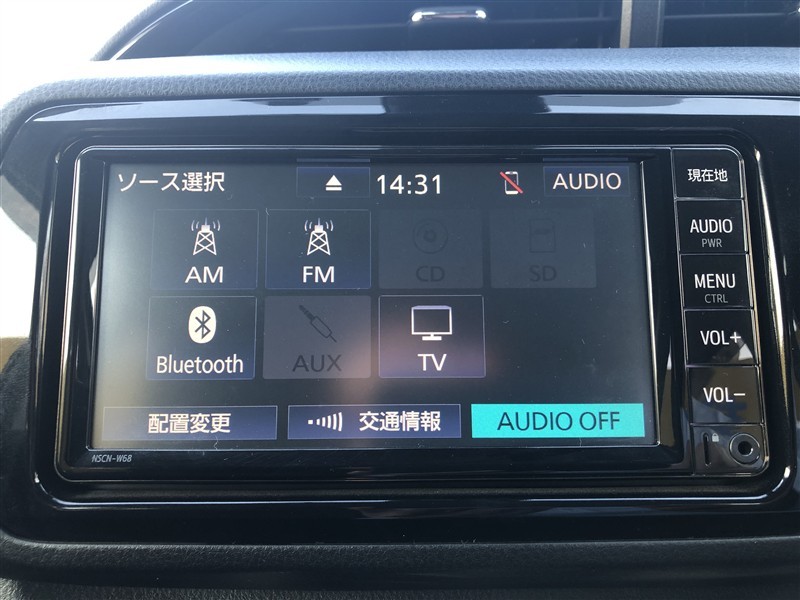 ソース選択 14:31 AUDIO
AM FM CD SD
Bluetooth AUX TV
配置変更 交通情報 AUDIO OFF
NSCN-W68
現在地
AUDIO
PWR
MENU
CTRL
VOL+
VOL-